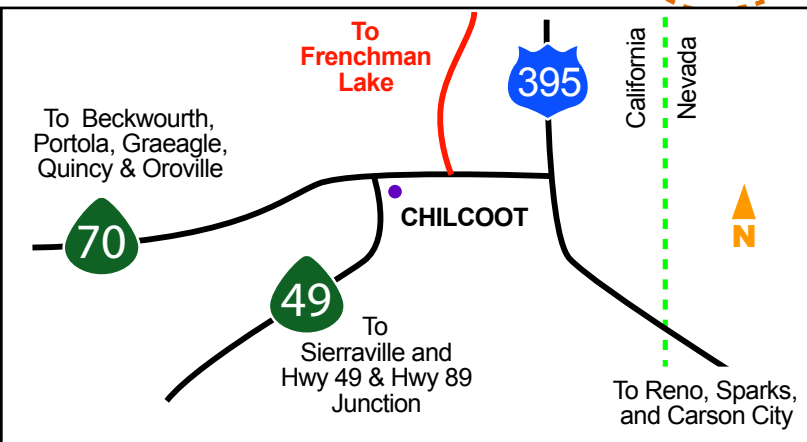 To
Frenchman
Lake
395
California
Nevada
To Beckwourth,
Portola, Graeagle,
Quincy & Oroville
70
CHILCOOT
N
49
To
Sierraville and
Hwy 49 & Hwy 89
Junction
To Reno, Sparks,
and Carson City